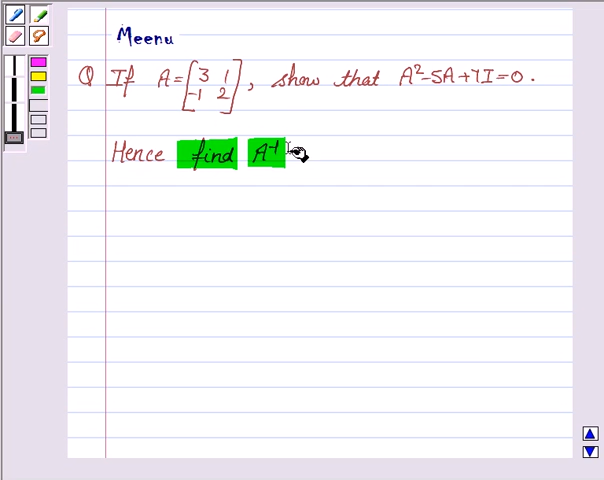 Meenu
Q If A = [3 1 -1 2], show that A²-5A+7I=0.
Hence find A⁻¹